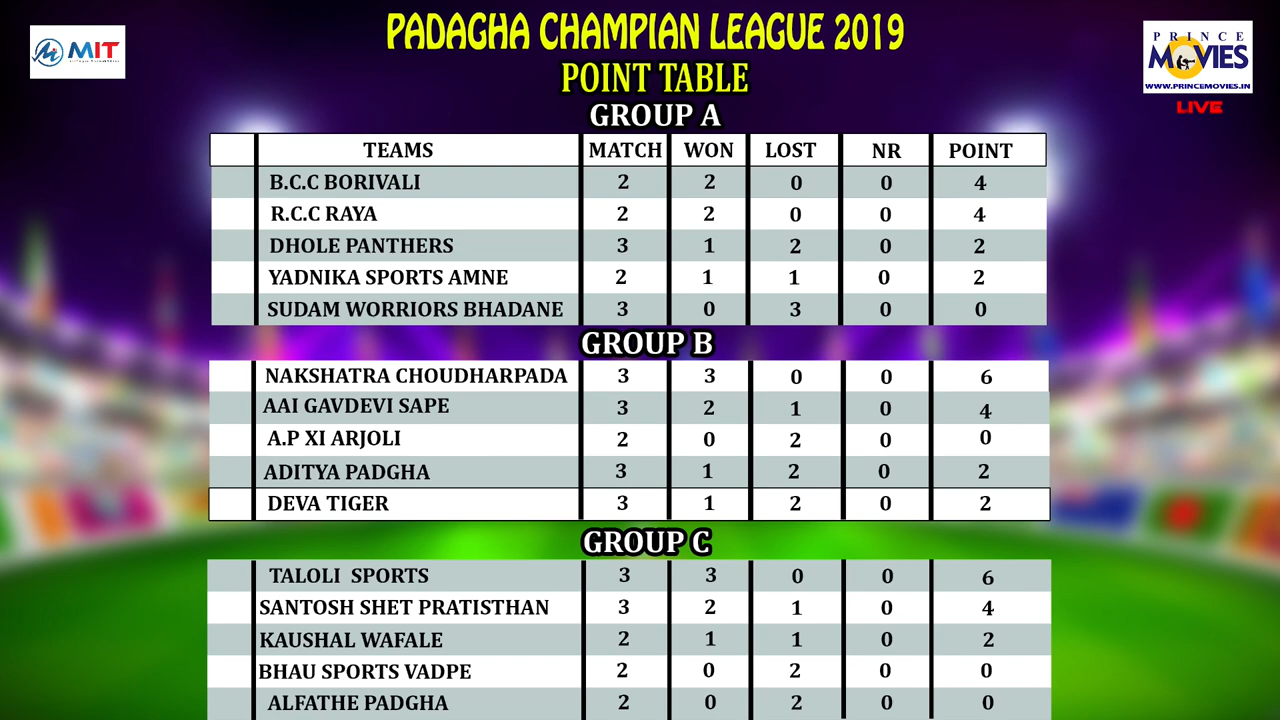 MIT
PADAGHA CHAMPIAN LEAGUE 2019
PRINCE
MOVIES
WWW.PRINCEMOVIES.IN
LIVE
POINT TABLE
GROUP A
TEAMS MATCH WON LOST NR POINT
B.C.C BORIVALI 2 2 0 0 4
R.C.C RAYA 2 2 0 0 4
DHOLE PANTHERS 3 1 2 0 2
YADNIKA SPORTS AMNE 2 1 1 0 2
SUDAM WORRIORS BHADANE 3 0 3 0 0
GROUP B
NAKSHATRA CHOUDHARPADA 3 3 0 0 6
AAI GAVDEVI SAPE 3 2 1 0 4
A.P XI ARJOLI 2 0 2 0 0
ADITYA PADGHA 3 1 2 0 2
DEVA TIGER 3 1 2 0 2
GROUP C
TALOLI SPORTS 3 3 0 0 6
SANTOSH SHET PRATISTHAN 3 2 1 0 4
KAUSHAL WAFALE 2 1 1 0 2
BHAU SPORTS VADPE 2 0 2 0 0
ALFATHE PADGHA 2 0 2 0 0